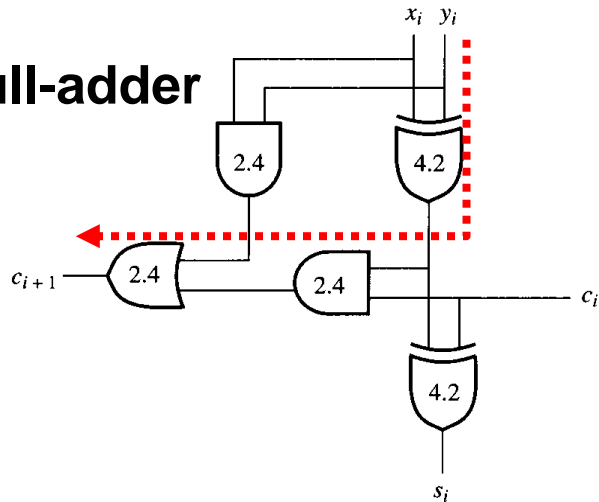 xᵢ yᵢ
ull-adder
2.4
4.2
cᵢ₊₁
2.4
2.4
cᵢ
4.2
sᵢ